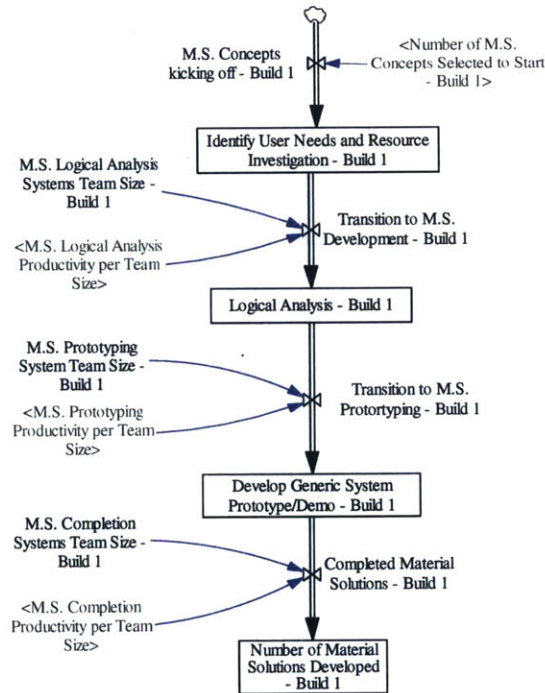 M.S. Concepts
kicking off - Build 1
<Number of M.S.
Concepts Selected to Start
- Build 1>
Identify User Needs and Resource
Investigation - Build 1
M.S. Logical Analysis
Systems Team Size -
Build 1
<M.S. Logical Analysis
Productivity per Team
Size>
Transition to M.S.
Development - Build 1
Logical Analysis - Build 1
M.S. Prototyping
System Team Size -
Build 1
<M.S. Prototyping
Productivity per Team
Size>
Transition to M.S.
Protortyping - Build 1
Develop Generic System
Prototype/Demo - Build 1
M.S. Completion
Systems Team Size -
Build 1
<M.S. Completion
Productivity per Team
Size>
Completed Material
Solutions - Build 1
Number of Material
Solutions Developed
- Build 1